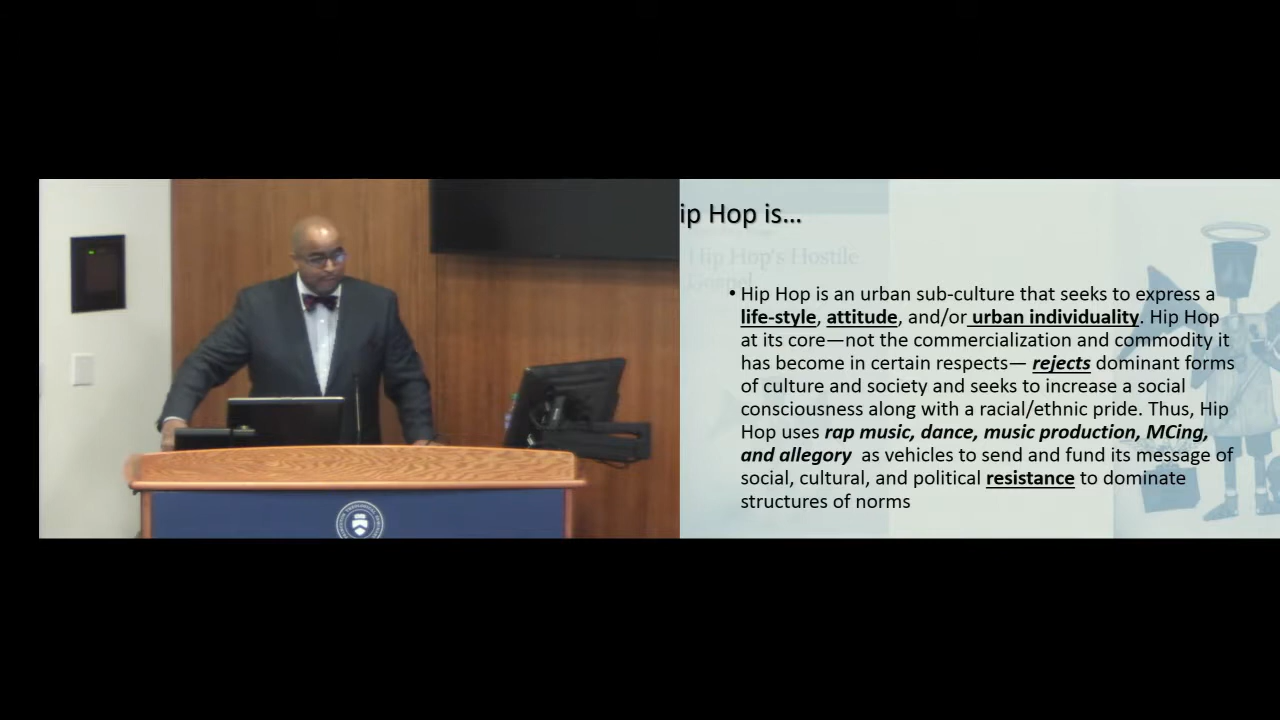 ip Hop is...
Hip Hop's Hostile
Gospel
• Hip Hop is an urban sub-culture that seeks to express a
life-style, attitude, and/or urban individuality. Hip Hop
at its core—not the commercialization and commodity it
has become in certain respects— rejects dominant forms
of culture and society and seeks to increase a social
consciousness along with a racial/ethnic pride. Thus, Hip
Hop uses rap music, dance, music production, MCing,
and allegory as vehicles to send and fund its message of
social, cultural, and political resistance to dominate
structures of norms